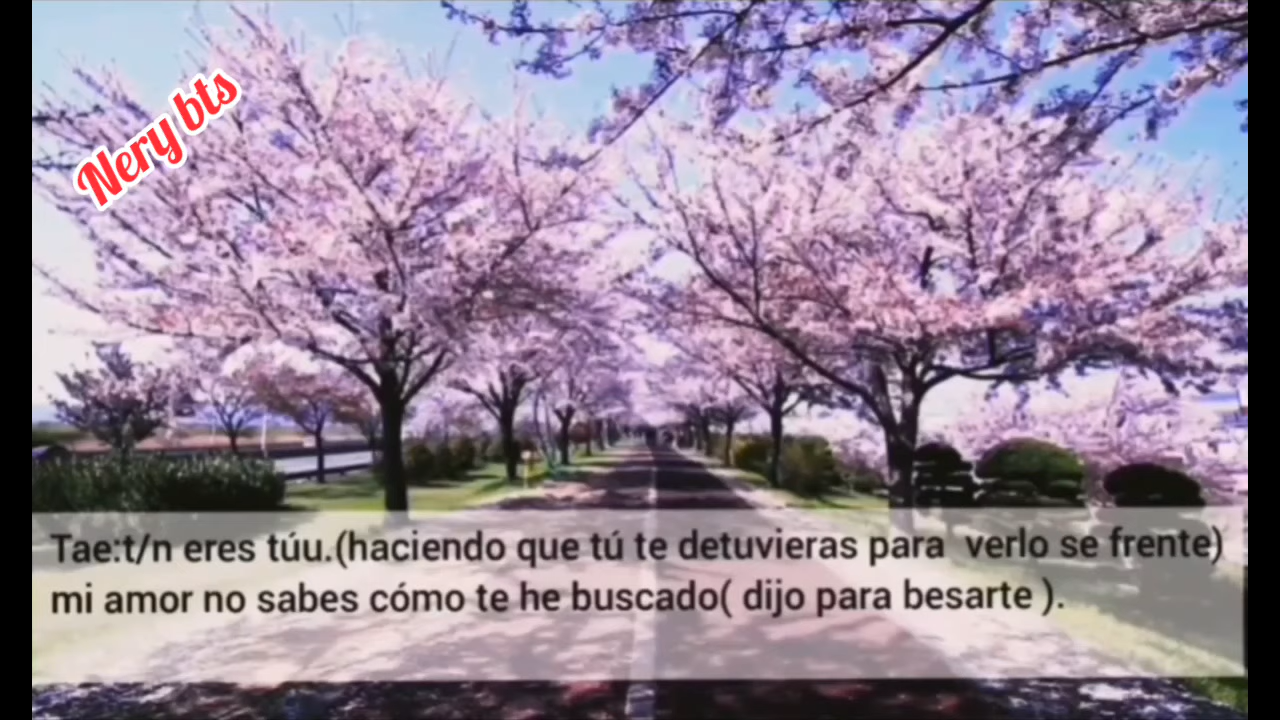 Nery bts
Tae:t/n eres túu.(haciendo que tú te detuvieras para verlo se frente)
mi amor no sabes cómo te he buscado( dijo para besarte ).